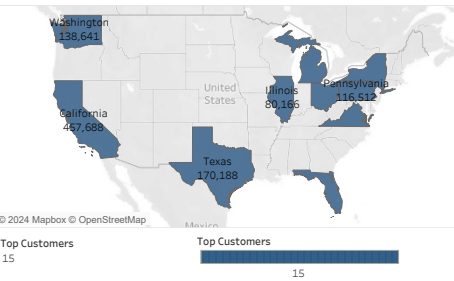 Washington
138,641
Pennsylvania
116,512
United
States
Illinois
80,166
California
457,688
Texas
170,188
Mexico
© 2024 Mapbox © OpenStreetMap
Top Customers
15
Top Customers
15